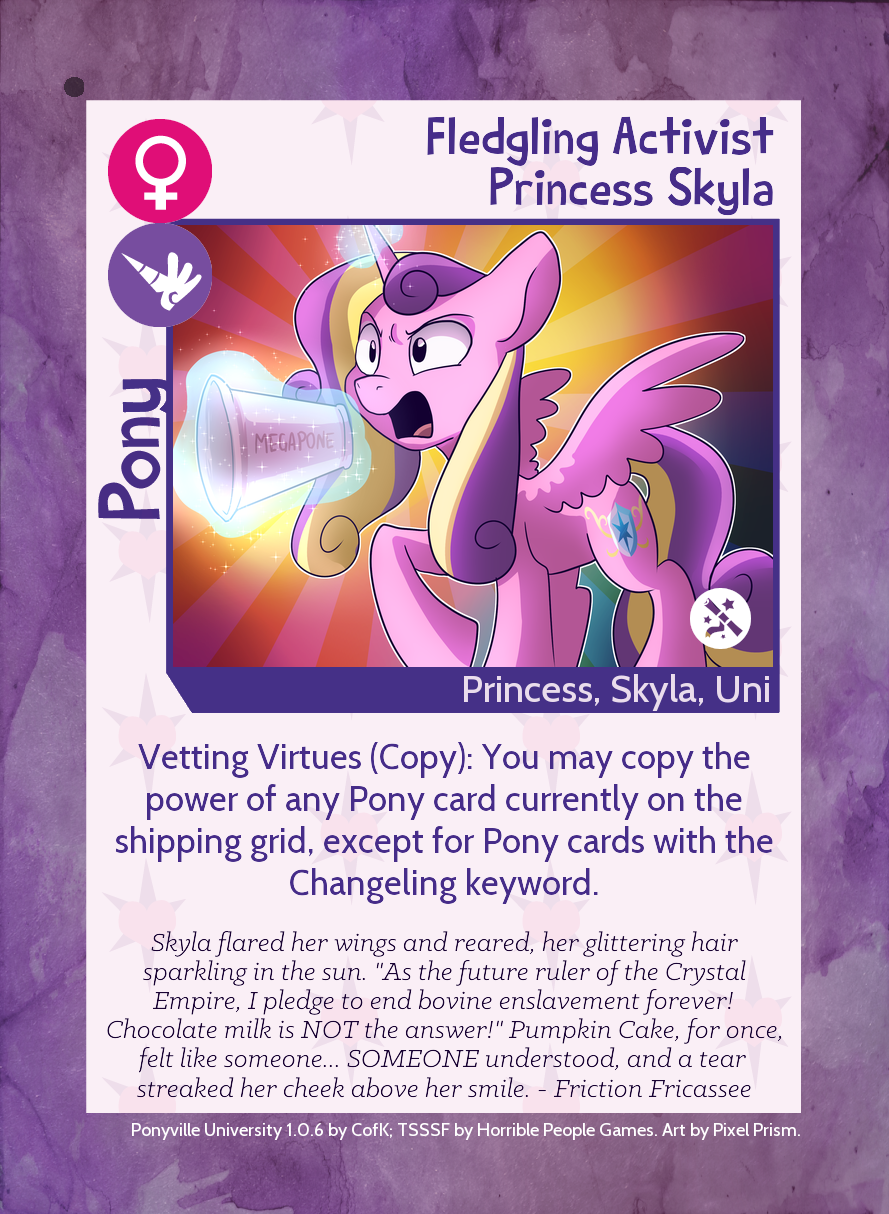 Fledgling Activist
Princess Skyla
Pony
MEGAPONE
Princess, Skyla, Uni
Vetting Virtues (Copy): You may copy the
power of any Pony card currently on the
shipping grid, except for Pony cards with the
Changeling keyword.
Skyla flared her wings and reared, her glittering hair
sparkling in the sun. "As the future ruler of the Crystal
Empire, I pledge to end bovine enslavement forever!
Chocolate milk is NOT the answer!" Pumpkin Cake, for once,
felt like someone... SOMEONE understood, and a tear
streaked her cheek above her smile. - Friction Fricassee
Ponyville University 1.0.6 by CofK; TSSSF by Horrible People Games. Art by Pixel Prism.